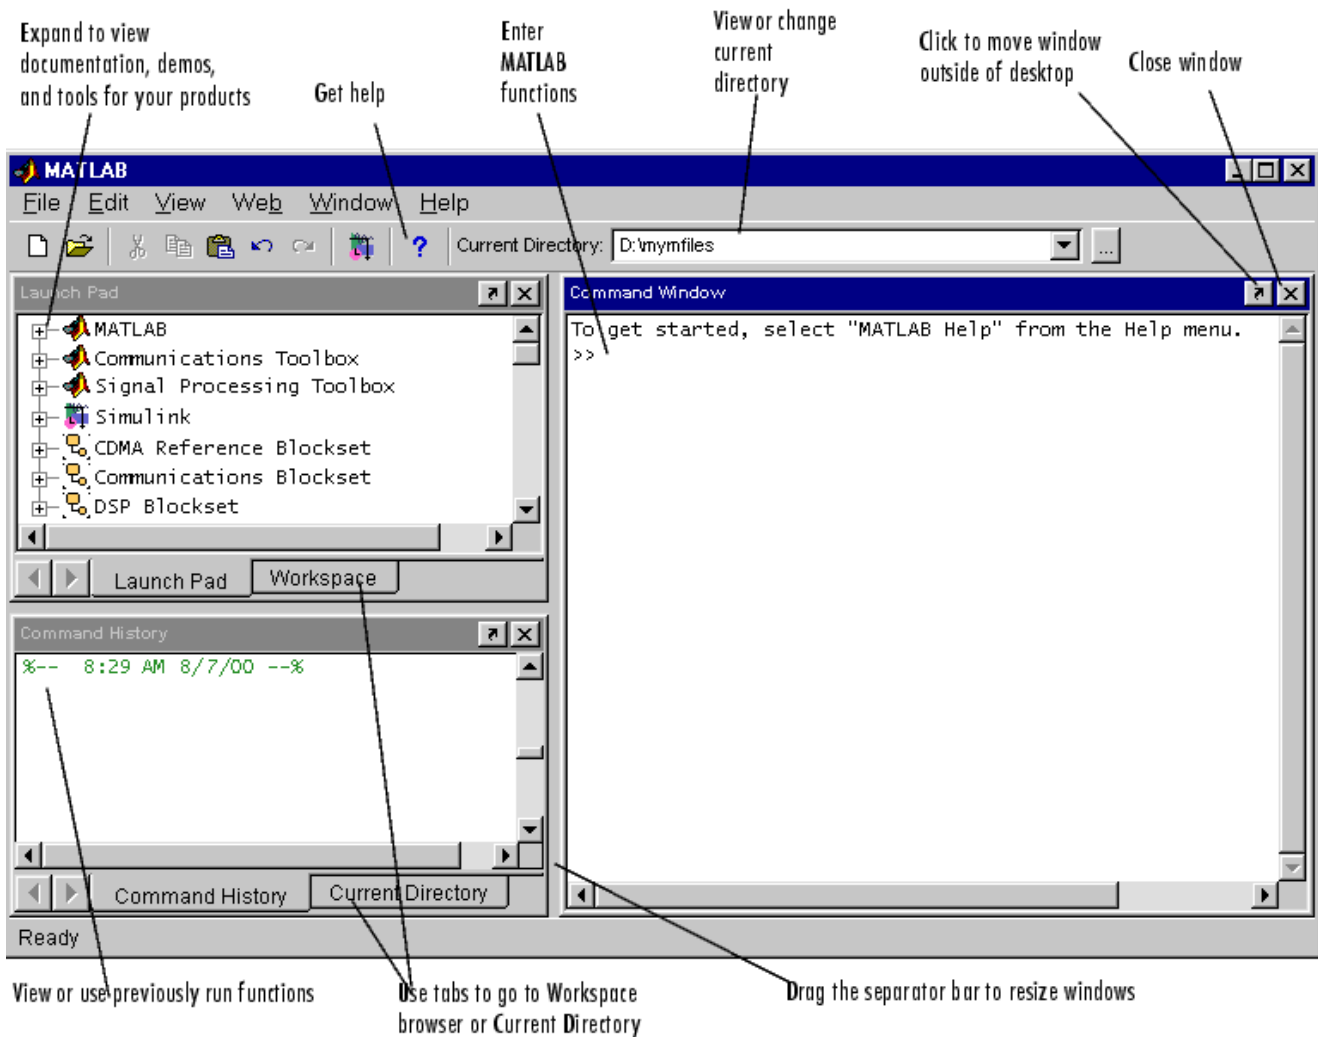 Expand to view
documentation, demos,
and tools for your products
Get help
Enter
MATLAB
functions
View or change
current
directory
Click to move window
outside of desktop
Close window
MATLAB
File Edit View Web Window Help
Current Directory: D:\mymfiles ...
Launch Pad
MATLAB
Communications Toolbox
Signal Processing Toolbox
Simulink
CDMA Reference Blockset
Communications Blockset
DSP Blockset
Launch Pad Workspace
Command History
%-- 8:29 AM 8/7/00 --%
Command History Current Directory
Command Window
To get started, select "MATLAB Help" from the Help menu.
>>
Ready
View or use previously run functions
Use tabs to go to Workspace
browser or Current Directory
Drag the separator bar to resize windows